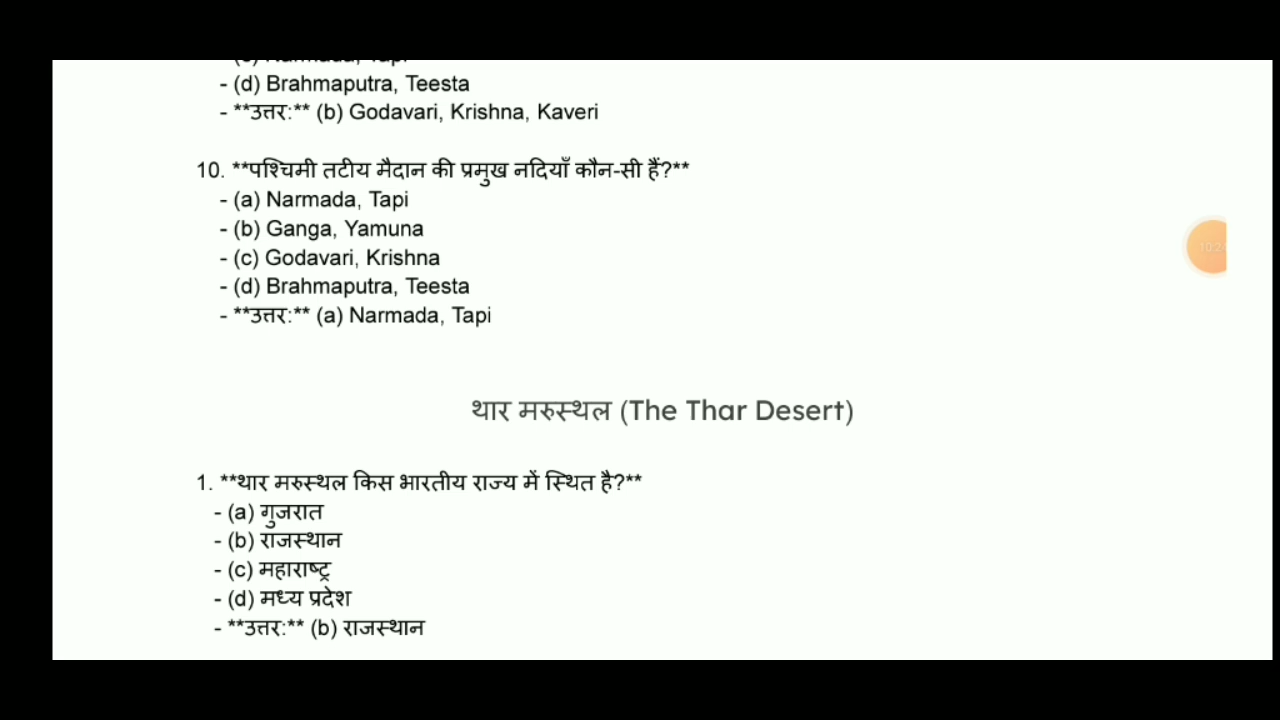 - (d) Brahmaputra, Teesta
- **उत्तर:** (b) Godavari, Krishna, Kaveri
10. **पश्चिमी तटीय मैदान की प्रमुख नदियाँ कौन-सी हैं?**
- (a) Narmada, Tapi
- (b) Ganga, Yamuna
- (c) Godavari, Krishna
- (d) Brahmaputra, Teesta
- **उत्तर:** (a) Narmada, Tapi
थार मरुस्थल (The Thar Desert)
1. **थार मरुस्थल किस भारतीय राज्य में स्थित है?**
- (a) गुजरात
- (b) राजस्थान
- (c) महाराष्ट्र
- (d) मध्य प्रदेश
- **उत्तर:** (b) राजस्थान